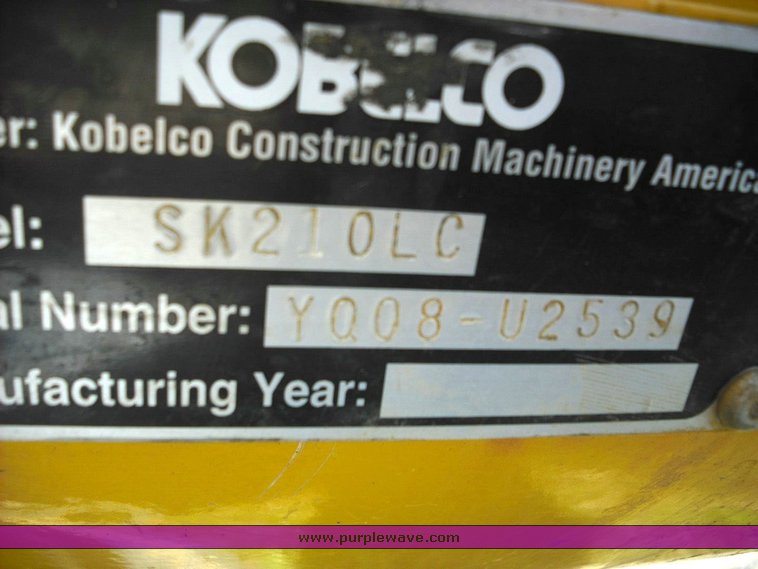 KOBELCO
er: Kobelco Construction Machinery America
el: SK210LC
al Number: YQ08-U2539
ufacturing Year:
www.purplewave.com